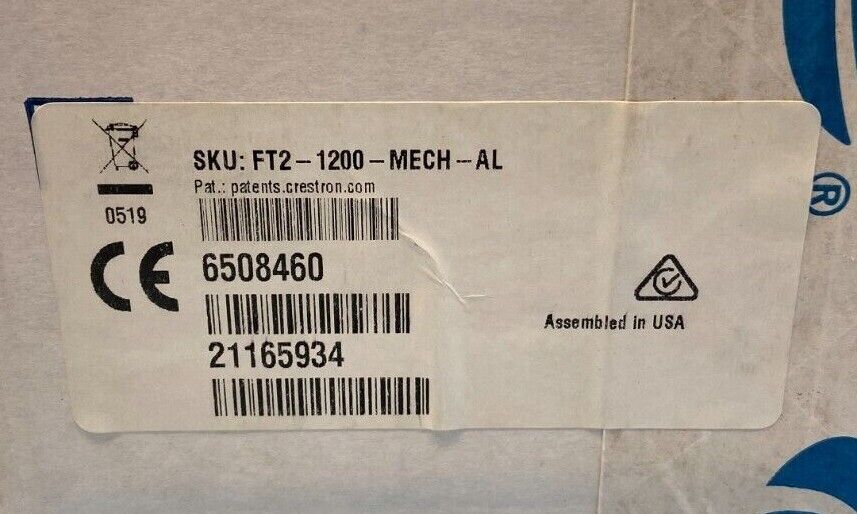 SKU: FT2-1200-MECH-AL
Pat.: patents.crestron.com
0519
CE
6508460
21165934
Assembled in USA
®